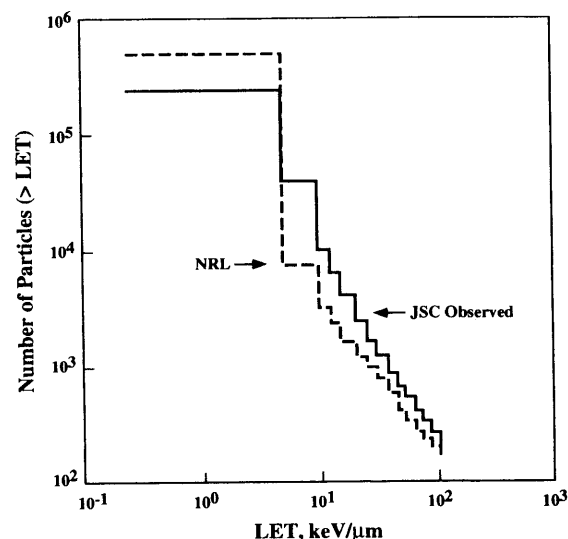 Number of Particles (> LET)
10⁶
10⁵
10⁴
10³
10²
NRL
JSC Observed
10⁻¹
10⁰
10¹
10²
10³
LET, keV/µm